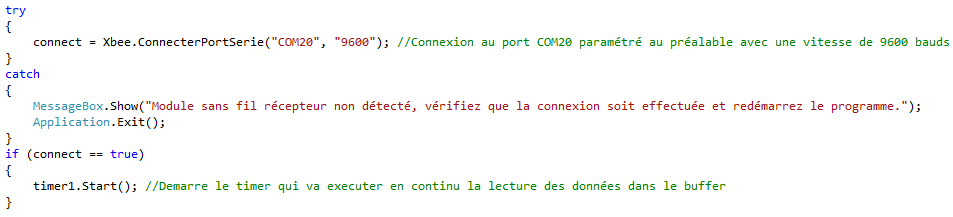 try
{
    connect = Xbee.ConnecterPortSerie("COM20", "9600"); //Connexion au port COM20 paramétré au préalable avec une vitesse de 9600 bauds
}
catch
{
    MessageBox.Show("Module sans fil récepteur non détecté, vérifiez que la connexion soit effectuée et redémarrez le programme.");
    Application.Exit();
}
if (connect == true)
{
    timer1.Start(); //Demarre le timer qui va executer en continu la lecture des données dans le buffer
}